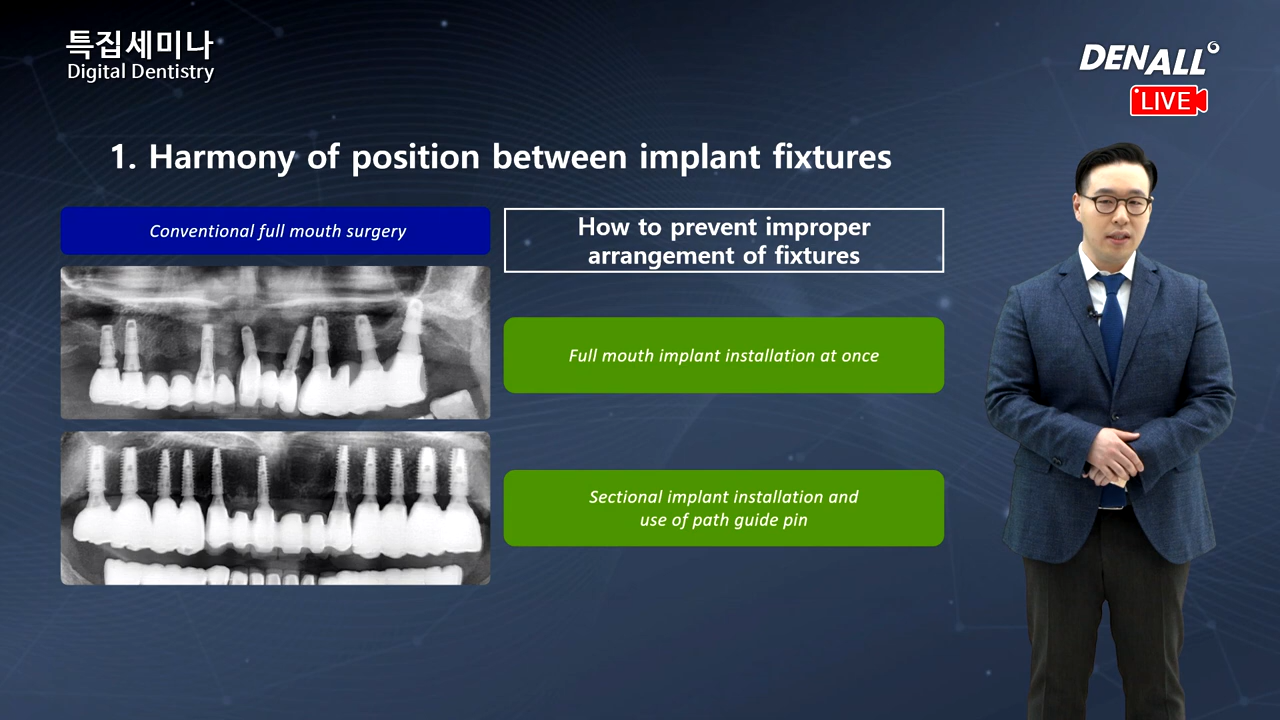 특집세미나
Digital Dentistry
DENALL
LIVE
1. Harmony of position between implant fixtures
Conventional full mouth surgery
How to prevent improper
arrangement of fixtures
Full mouth implant installation at once
Sectional implant installation and
use of path guide pin